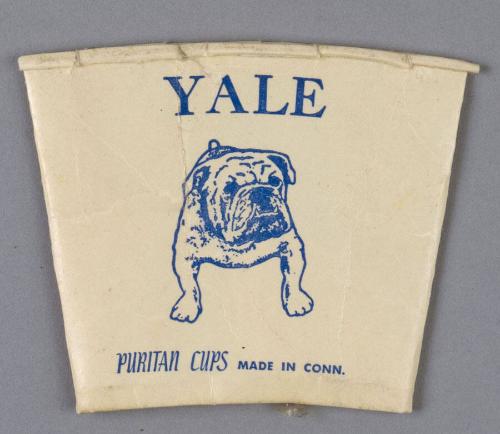 YALE
PURITAN CUPS MADE IN CONN.